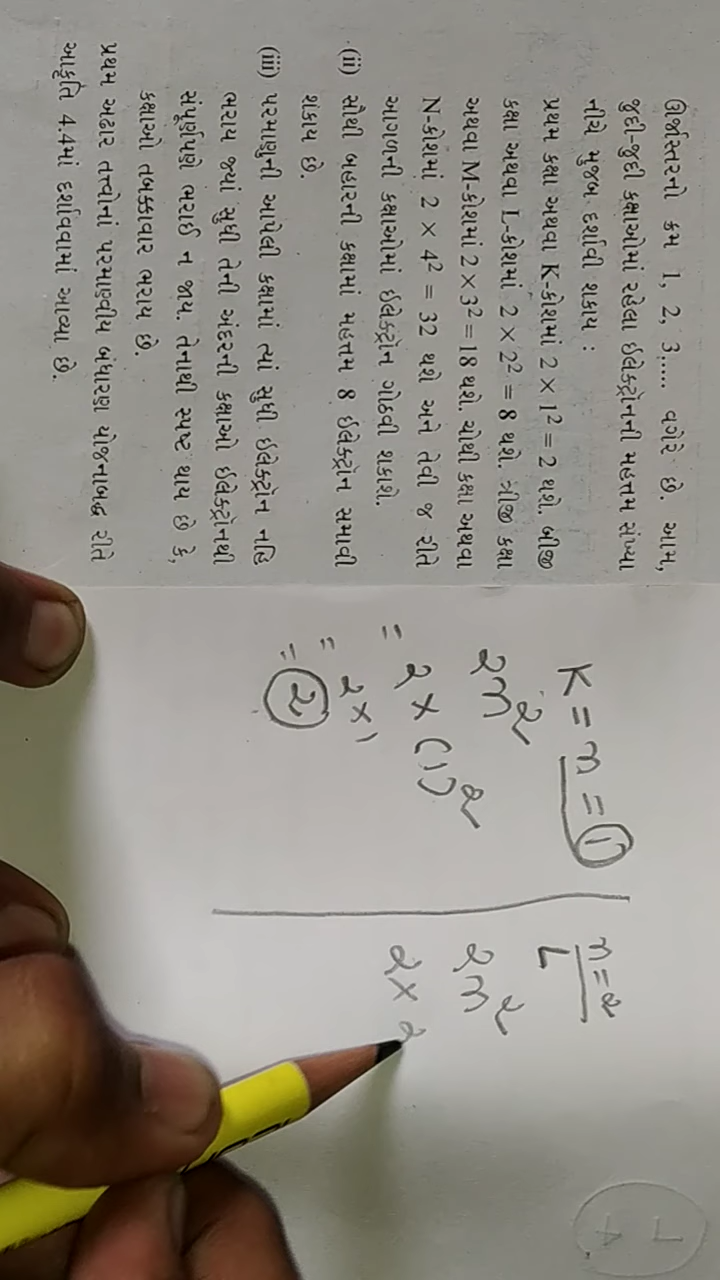 ઊર્જાસ્તરનો ક્રમ 1, 2, 3..... વગેરે છે. આમ,
જુદી-જુદી કક્ષાઓમાં રહેલા ઇલેક્ટ્રોનની મહત્તમ સંખ્યા
નીચે મુજબ દર્શાવી શકાય :
પ્રથમ કક્ષા અથવા K-કોશમાં 2 × 1² = 2 થશે. બીજી
કક્ષા અથવા L-કોશમાં 2 × 2² = 8 થશે. ત્રીજી કક્ષા
અથવા M-કોશમાં 2 × 3² = 18 થશે. ચોથી કક્ષા અથવા
N-કોશમાં 2 × 4² = 32 થશે અને તેવી જ રીતે
આગળની કક્ષાઓમાં ઇલેક્ટ્રોન ગોઠવી શકાશે.
(ii) સૌથી બહારની કક્ષામાં મહત્તમ 8 ઇલેક્ટ્રોન સમાવી
શકાય છે.
(iii) પરમાણુની આપેલી કક્ષામાં ત્યાં સુધી ઇલેક્ટ્રોન નહિ
ભરાય જ્યાં સુધી તેની અંદરની કક્ષાઓ ઇલેક્ટ્રોનથી
સંપૂર્ણપણે ભરાઈ ન જાય. તેનાથી સ્પષ્ટ થાય છે કે,
કક્ષાઓ તબક્કાવાર ભરાય છે.
પ્રથમ અઢાર તત્ત્વોનાં પરમાણ્વીય બંધારણ યોજનાબદ્ધ રીતે
આકૃતિ 4.4માં દર્શાવવામાં આવ્યા છે.
K = n = 1
2n²
= 2 × (1)²
= 2 × 1
= 2
n = 2
L
2n²
2 × 2